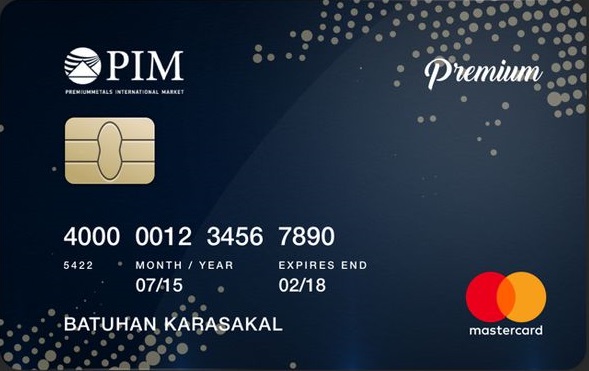 PIM
PREMIUMMETALS INTERNATIONAL MARKET
Premium
4000 0012 3456 7890
5422 MONTH / YEAR EXPIRES END
07/15 02/18
BATUHAN KARASAKAL
mastercard